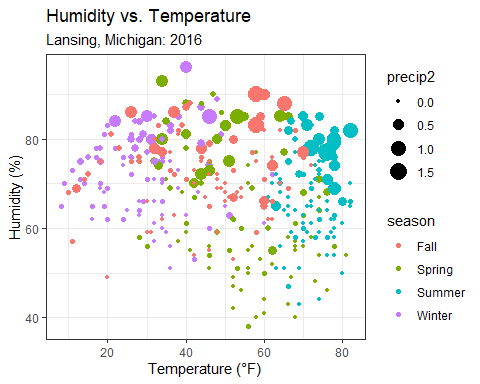 Humidity vs. Temperature
Lansing, Michigan: 2016
Humidity (%)
80
60
40
20
40
60
80
Temperature (°F)
precip2
0.0
0.5
1.0
1.5
season
Fall
Spring
Summer
Winter